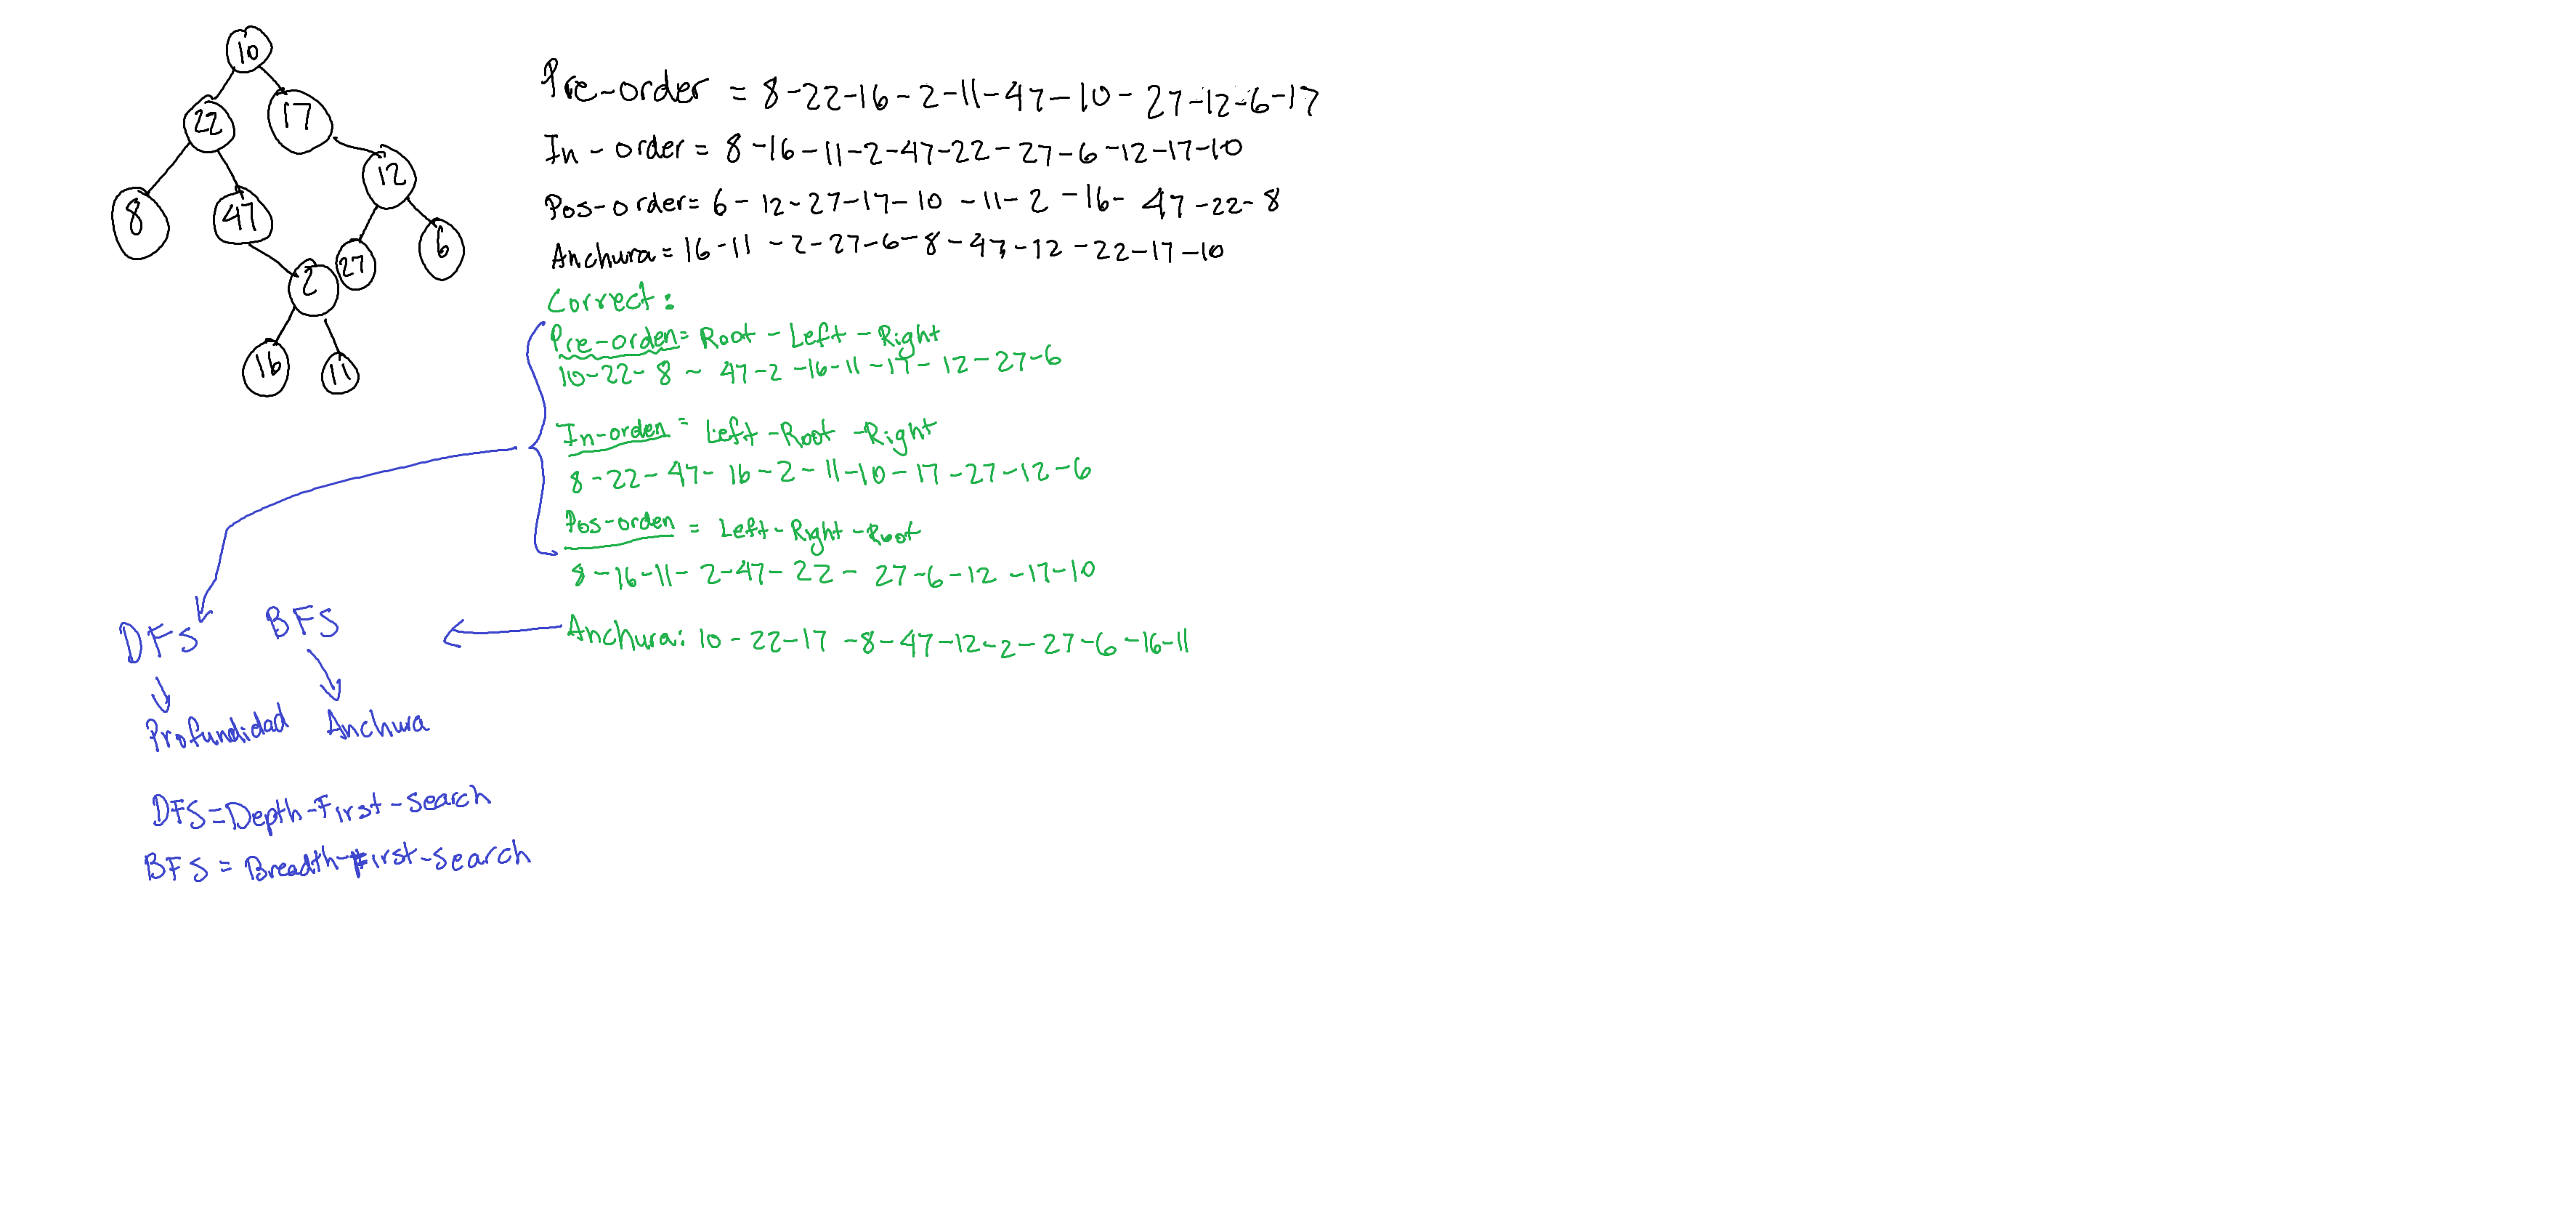 10
22
17
12
8
47
2
27
6
16
11
Pre-order = 8-22-16-2-11-47-10-27-12-6-17
In-order = 8-16-11-2-47-22-27-6-12-17-10
Pos-order= 6-12-27-17-10-11-2-16-47-22-8
Anchura = 16-11-2-27-6-8-47-12-22-17-10
Correct:
Pre-orden= Root-Left-Right
10-22-8-47-2-16-11-17-12-27-6
In-orden = Left-Root-Right
8-22-47-16-2-11-10-17-27-12-6
Pos-orden = Left-Right-Root
8-16-11-2-47-22-27-6-12-17-10
Anchura: 10-22-17-8-47-12-2-27-6-16-11
DFS BFS
Profundidad Anchura
DFS=Depth-First-search
BFS = Breadth-First-search